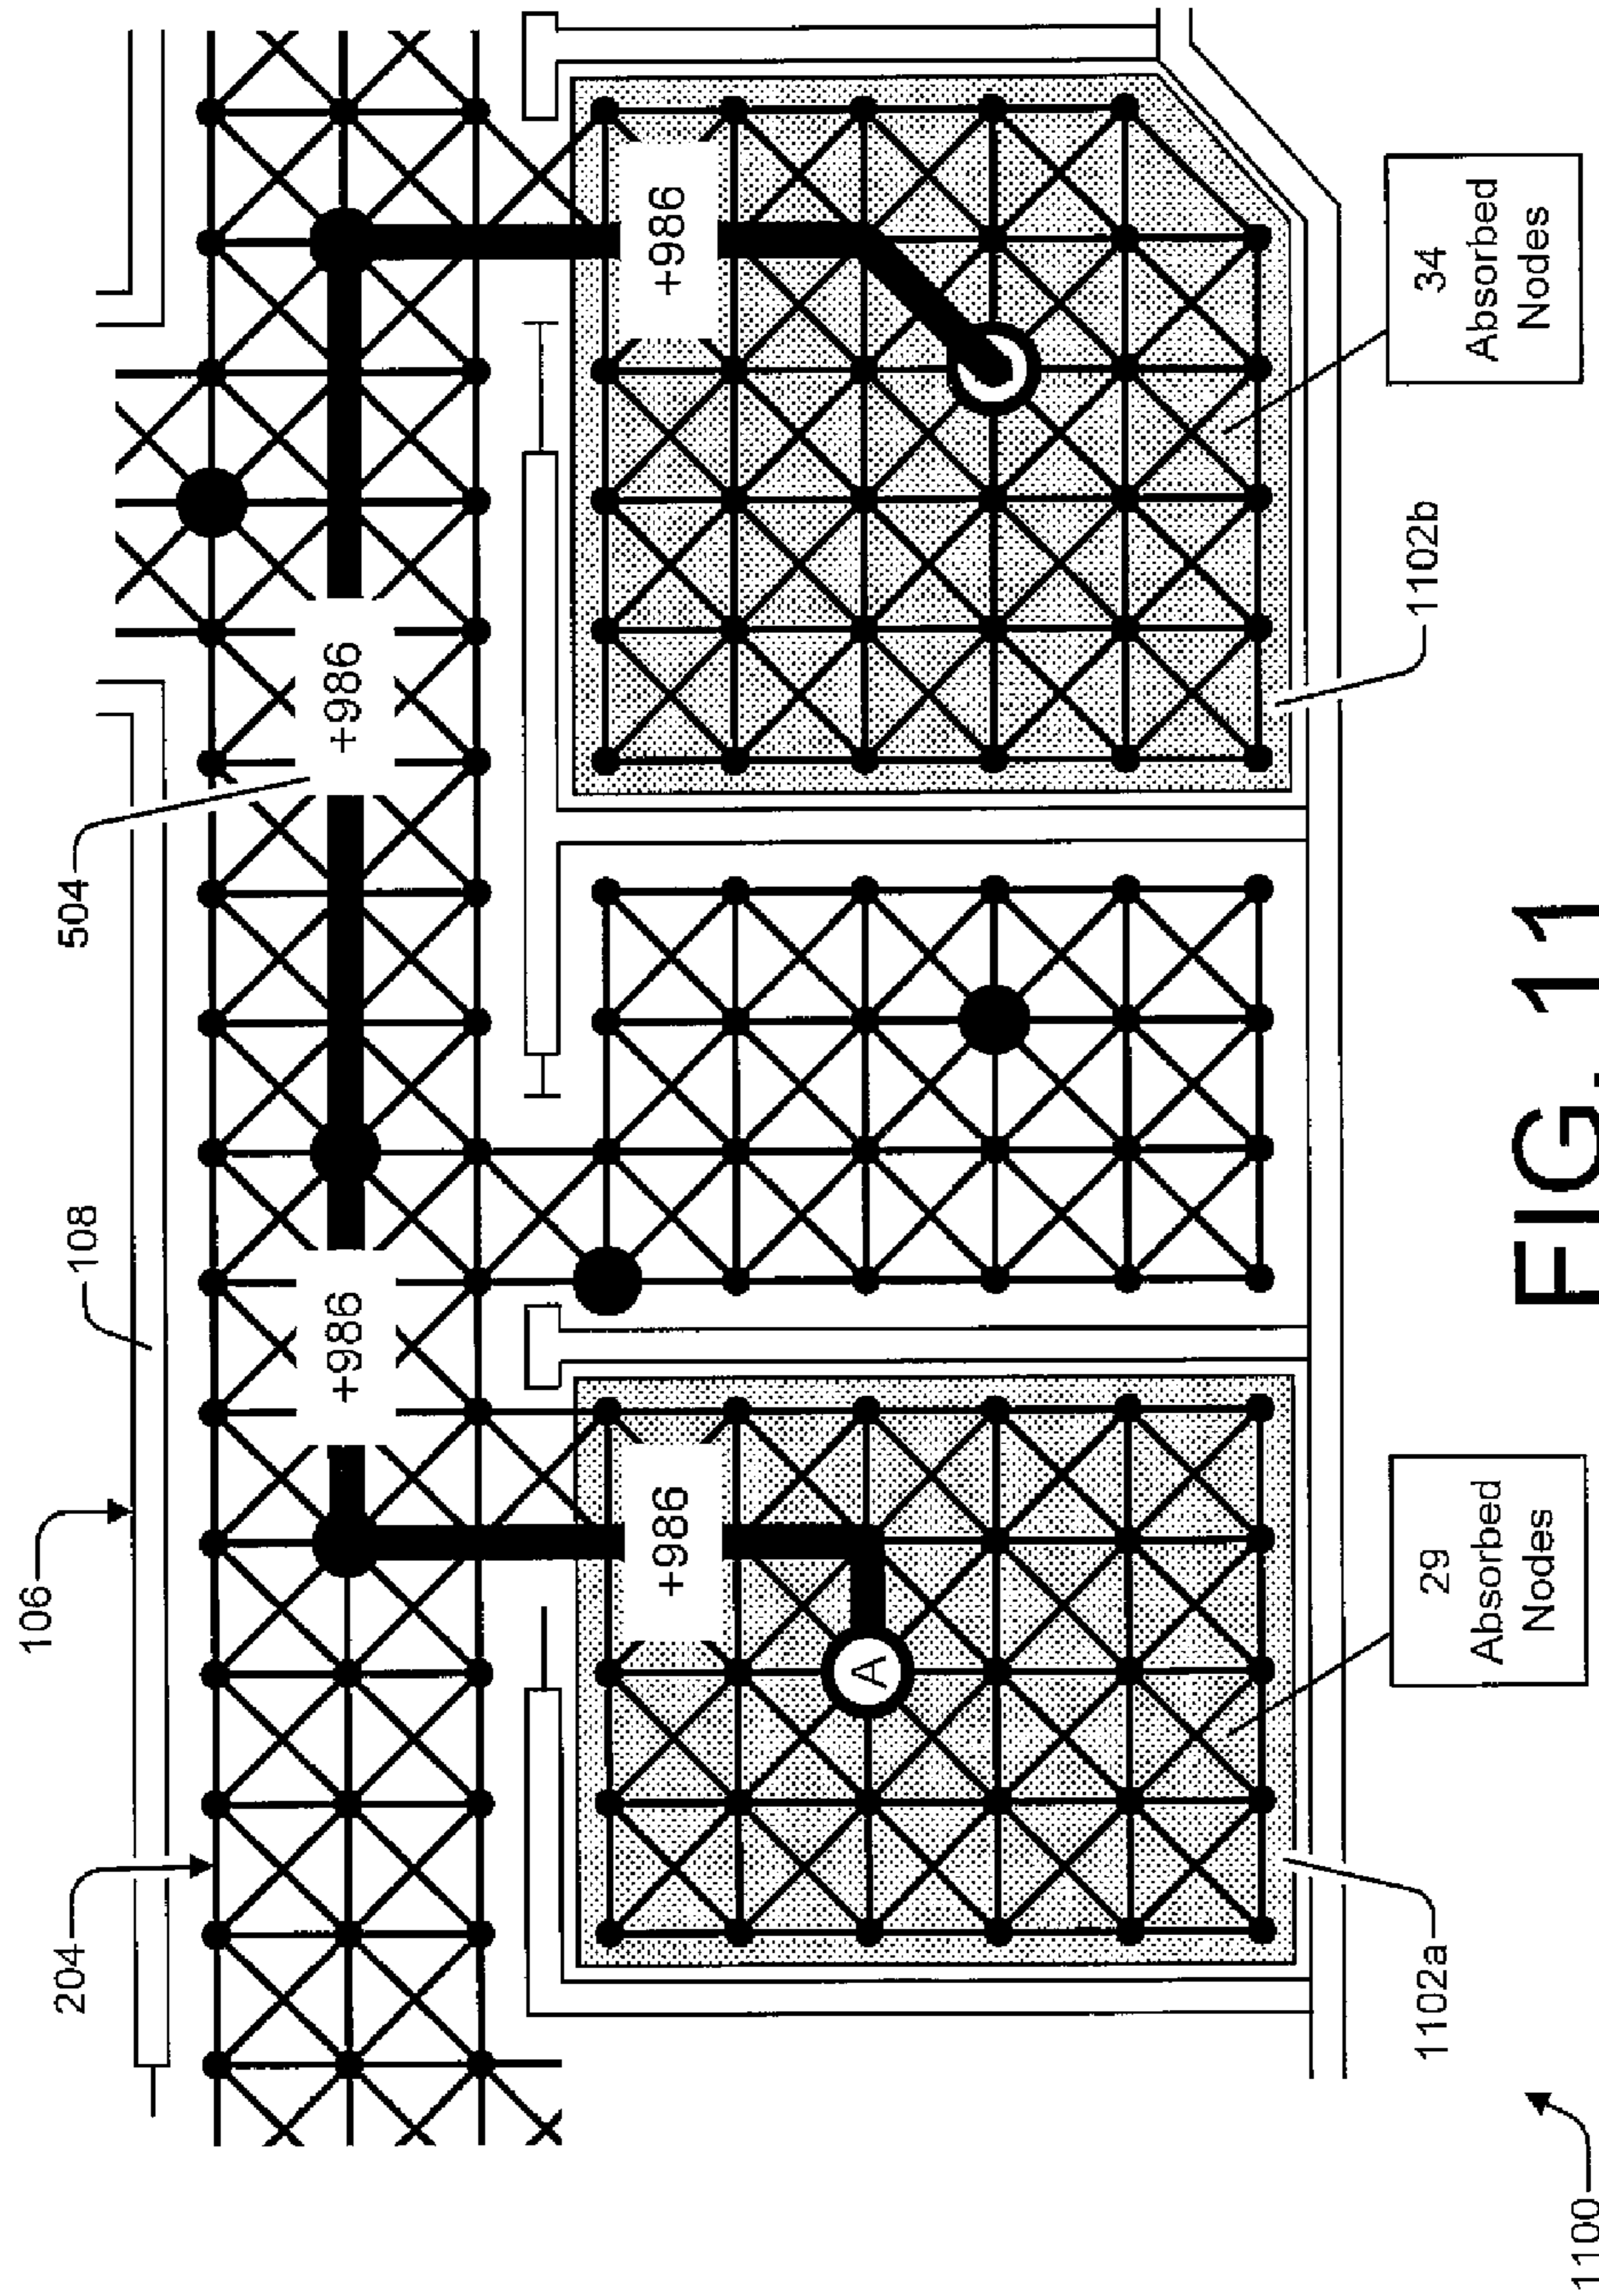 106
204
108
504
+986
+986
+986
+986
A
1102a
1102b
29
Absorbed
Nodes
34
Absorbed
Nodes
FIG. 11
1100